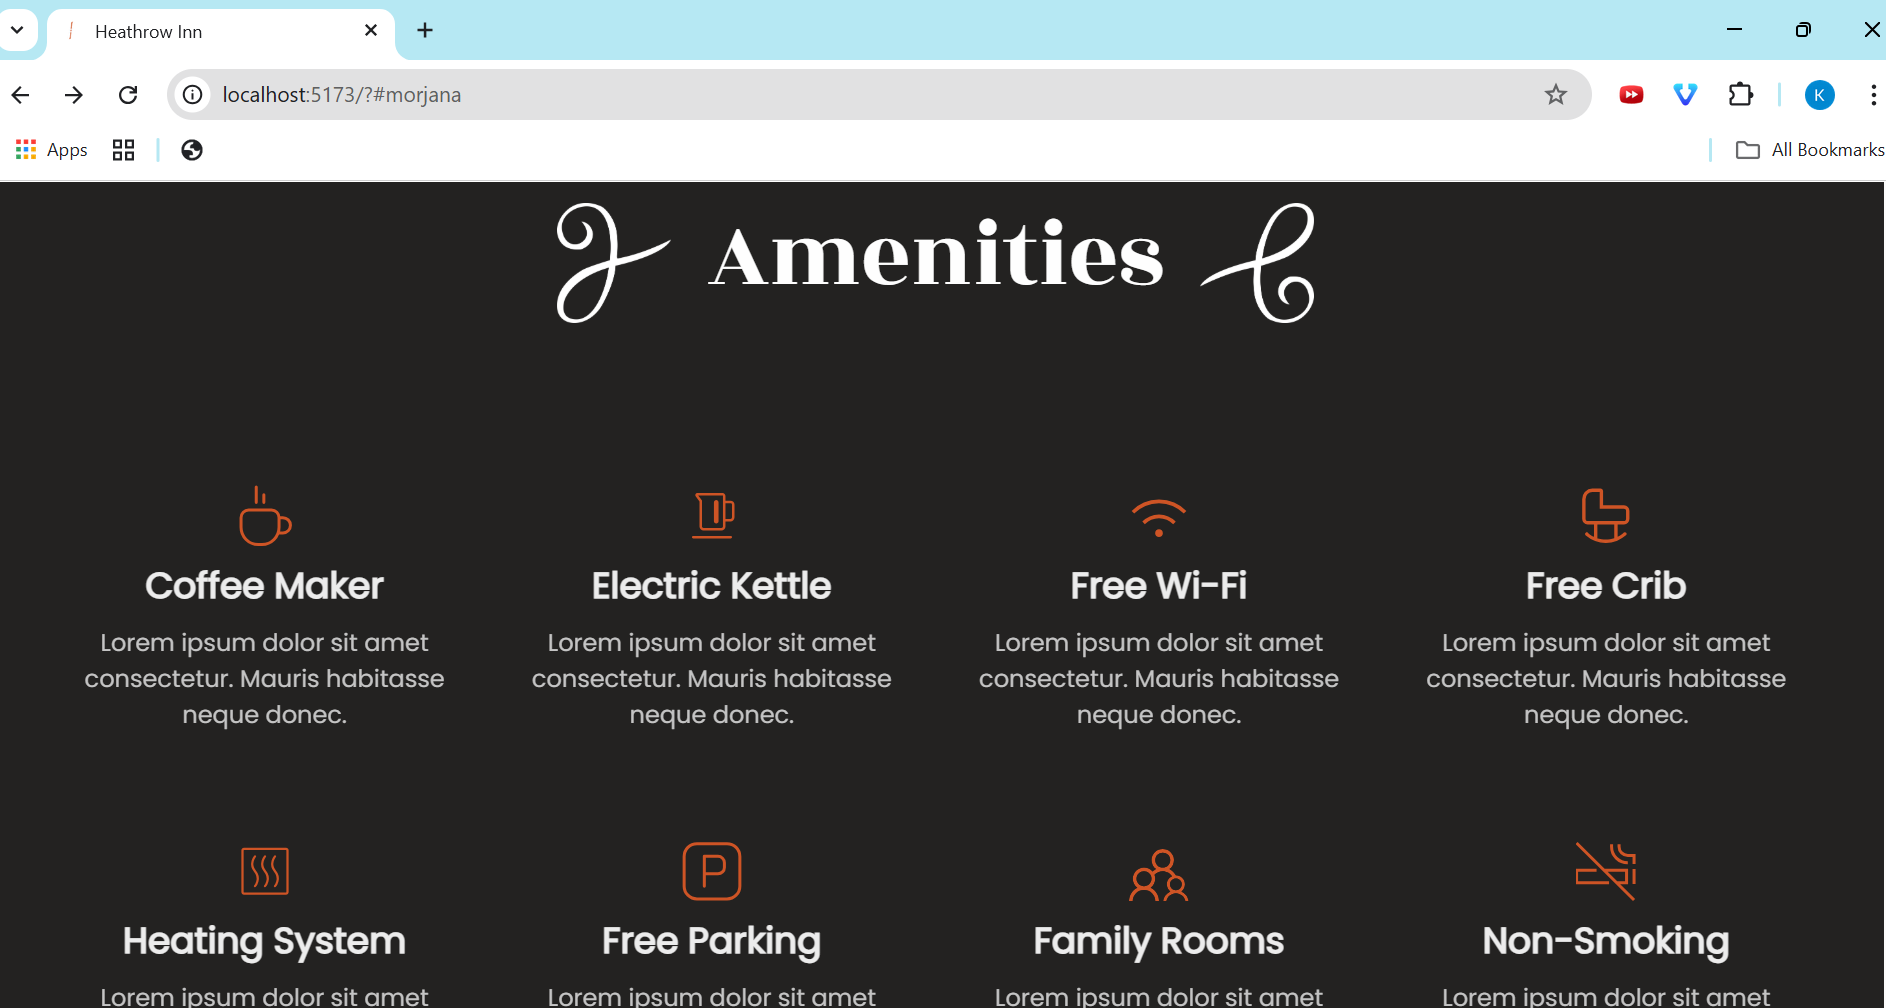 Heathrow Inn
localhost:5173/?#morjana
K
Apps
All Bookmarks
Amenities
Coffee Maker
Electric Kettle
Free Wi-Fi
Free Crib
Lorem ipsum dolor sit amet
consectetur. Mauris habitasse
neque donec.
Lorem ipsum dolor sit amet
consectetur. Mauris habitasse
neque donec.
Lorem ipsum dolor sit amet
consectetur. Mauris habitasse
neque donec.
Lorem ipsum dolor sit amet
consectetur. Mauris habitasse
neque donec.
P
Heating System
Free Parking
Family Rooms
Non-Smoking
Lorem ipsum dolor sit amet
Lorem ipsum dolor sit amet
Lorem ipsum dolor sit amet
Lorem ipsum dolor sit amet